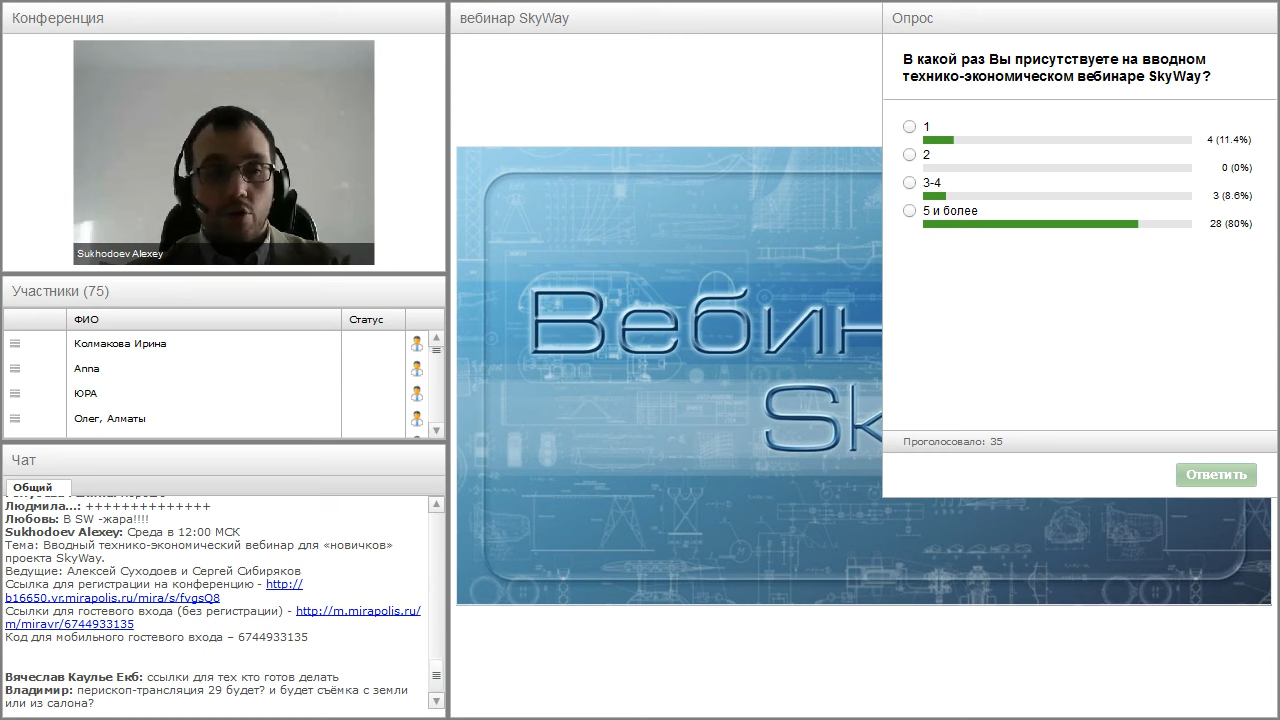 Конференция
Sukhodoev Alexey
Участники (75)
ФИО
Статус
Колмакова Ирина
Anna
ЮРА
Олег, Алматы
Чат
Общий
Людмила...: ++++++++++++++
Любовь: В SW -жара!!!!
Sukhodoev Alexey: Среда в 12:00 МСК
Тема: Вводный технико-экономический вебинар для «новичков»
проекта SkyWay.
Ведущие: Алексей Суходоев и Сергей Сибиряков
Ссылка для регистрации на конференцию - http://
b16650.vr.mirapolis.ru/mira/s/fvgsQ8
Ссылки для гостевого входа (без регистрации) - http://m.mirapolis.ru/
m/miravr/6744933135
Код для мобильного гостевого входа – 6744933135
Вячеслав Каулье Екб: ссылки для тех кто готов делать
Владимир: перископ-трансляция 29 будет? и будет съёмка с земли
или из салона?
вебинар SkyWay
Вебин
Sk
Опрос
В какой раз Вы присутствуете на вводном
технико-экономическом вебинаре SkyWay?
1
4 (11.4%)
2
0 (0%)
3-4
3 (8.6%)
5 и более
28 (80%)
Проголосовало: 35
Ответить